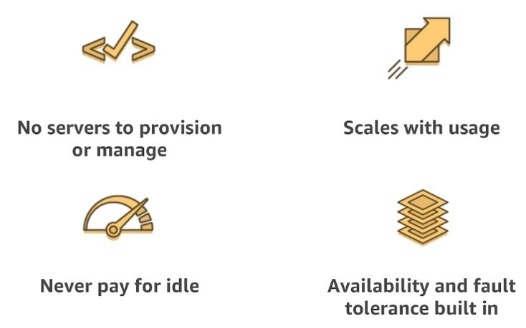 No servers to provision
or manage
Scales with usage
Never pay for idle
Availability and fault
tolerance built in